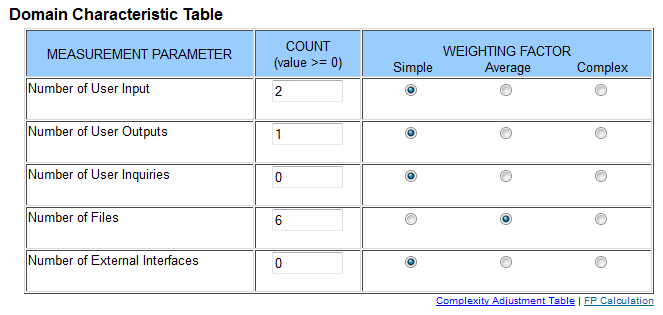 Domain Characteristic Table
MEASUREMENT PARAMETER
COUNT
(value >= 0)
WEIGHTING FACTOR
Simple Average Complex
Number of User Input 2
Number of User Outputs 1
Number of User Inquiries 0
Number of Files 6
Number of External Interfaces 0
Complexity Adjustment Table | FP Calculation